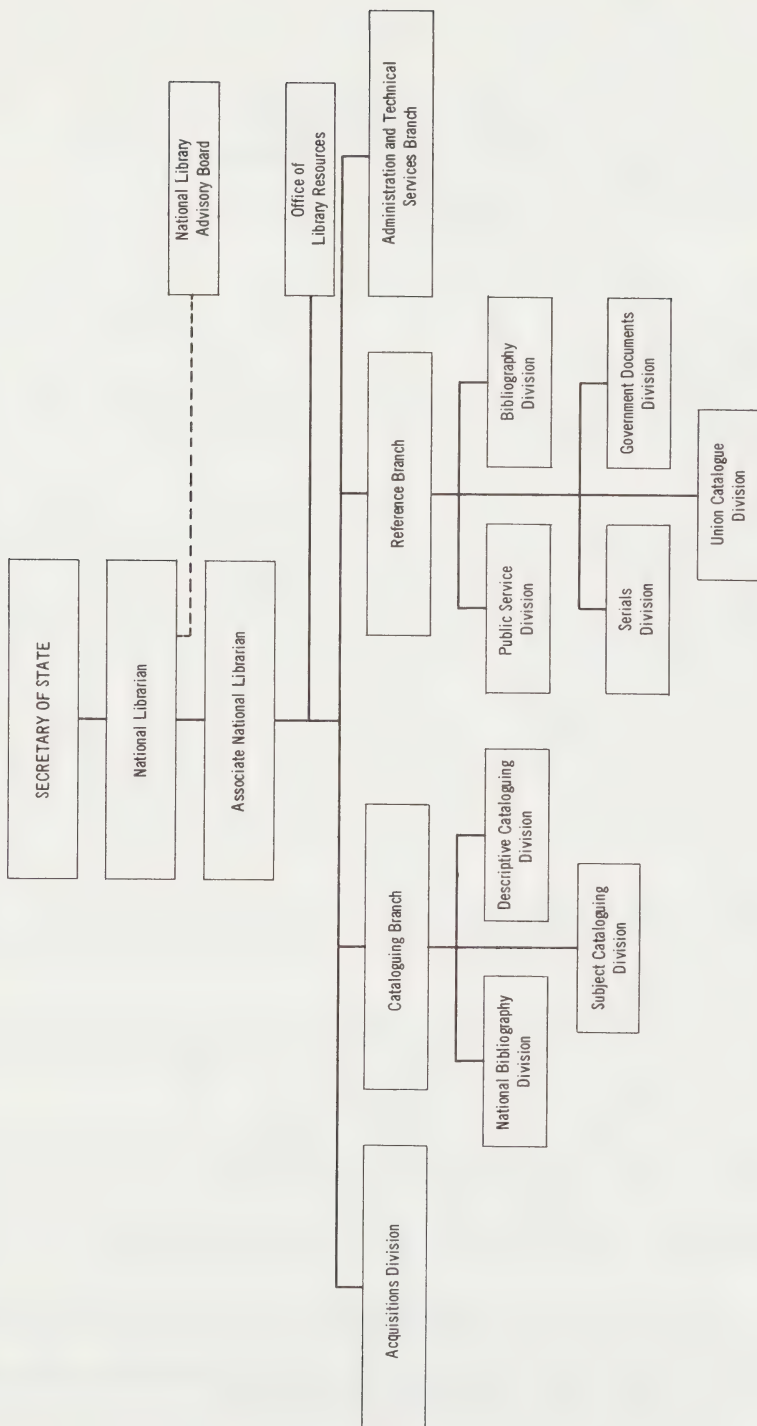 SECRETARY OF STATE
National Librarian
National Library
Advisory Board
Associate National Librarian
Office of
Library Resources
Acquisitions Division
Cataloguing Branch
Reference Branch
Administration and Technical
Services Branch
National Bibliography
Division
Descriptive Cataloguing
Division
Subject Cataloguing
Division
Public Service
Division
Bibliography
Division
Serials
Division
Government Documents
Division
Union Catalogue
Division